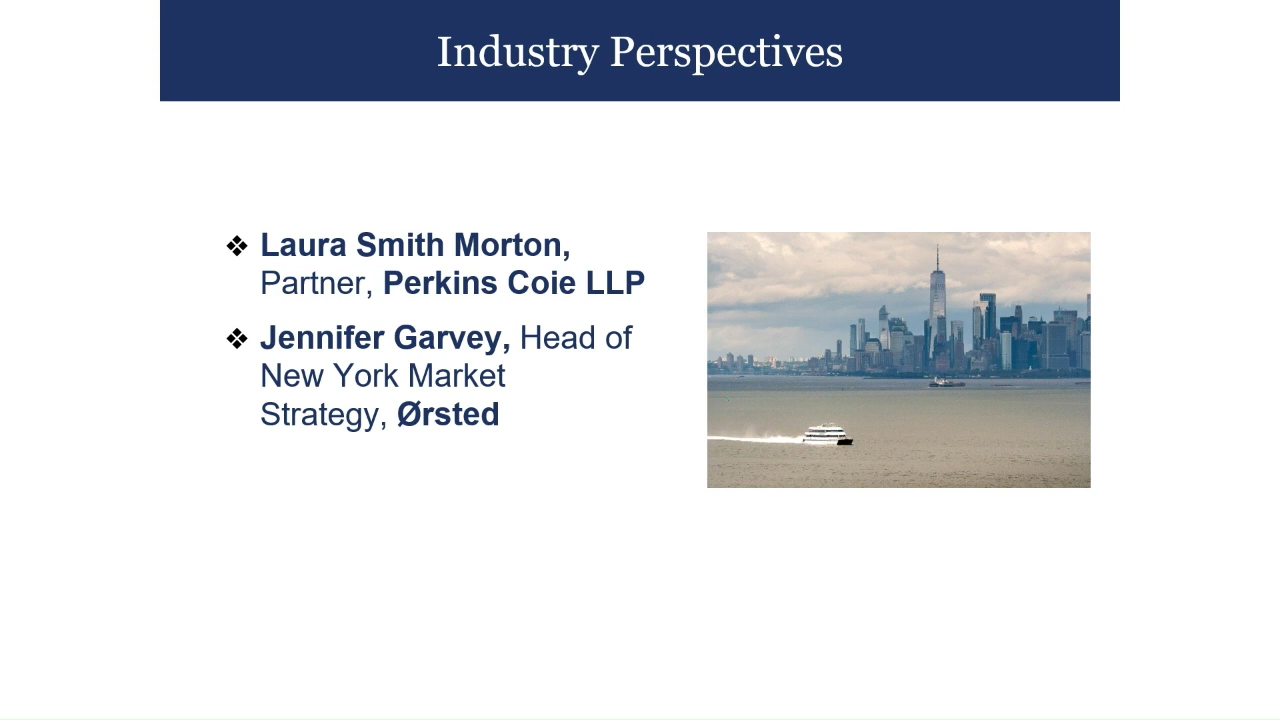 Industry Perspectives
❖ Laura Smith Morton,
Partner, Perkins Coie LLP
❖ Jennifer Garvey, Head of
New York Market
Strategy, Ørsted